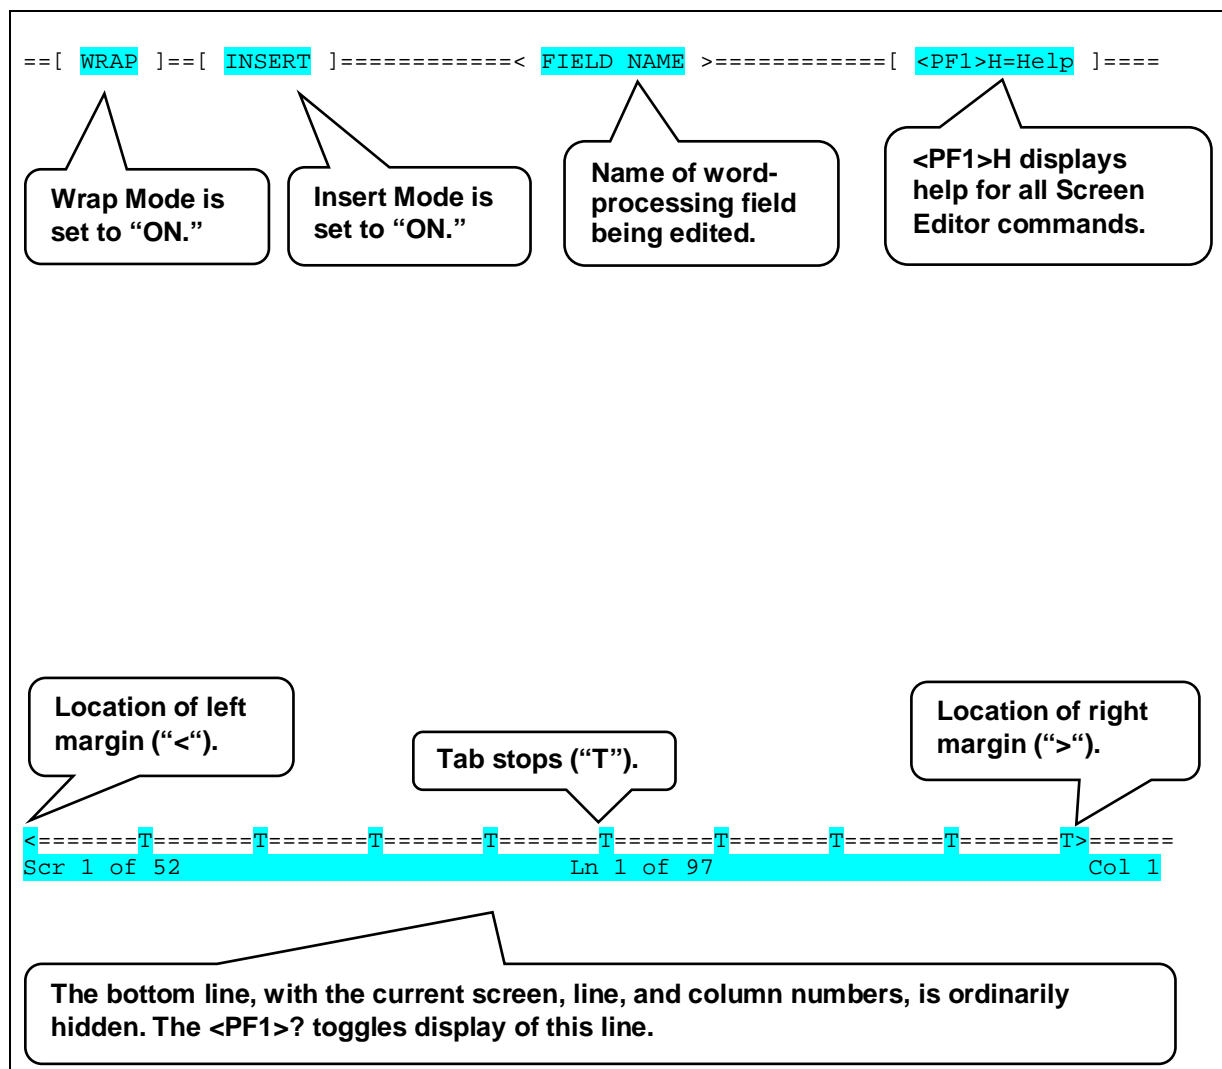 ==[ WRAP ]==[ INSERT ]============< FIELD NAME >============[ <PF1>H=Help ]====
Wrap Mode is
set to “ON.”
Insert Mode is
set to “ON.”
Name of word-
processing field
being edited.
<PF1>H displays
help for all Screen
Editor commands.
Location of left
margin (“<“).
Tab stops (“T”).
Location of right
margin (“>“).
<=======T=======T=======T=======T=======T=======T=======T=======T=======T>======
Scr 1 of 52 Ln 1 of 97 Col 1
The bottom line, with the current screen, line, and column numbers, is ordinarily
hidden. The <PF1>? toggles display of this line.